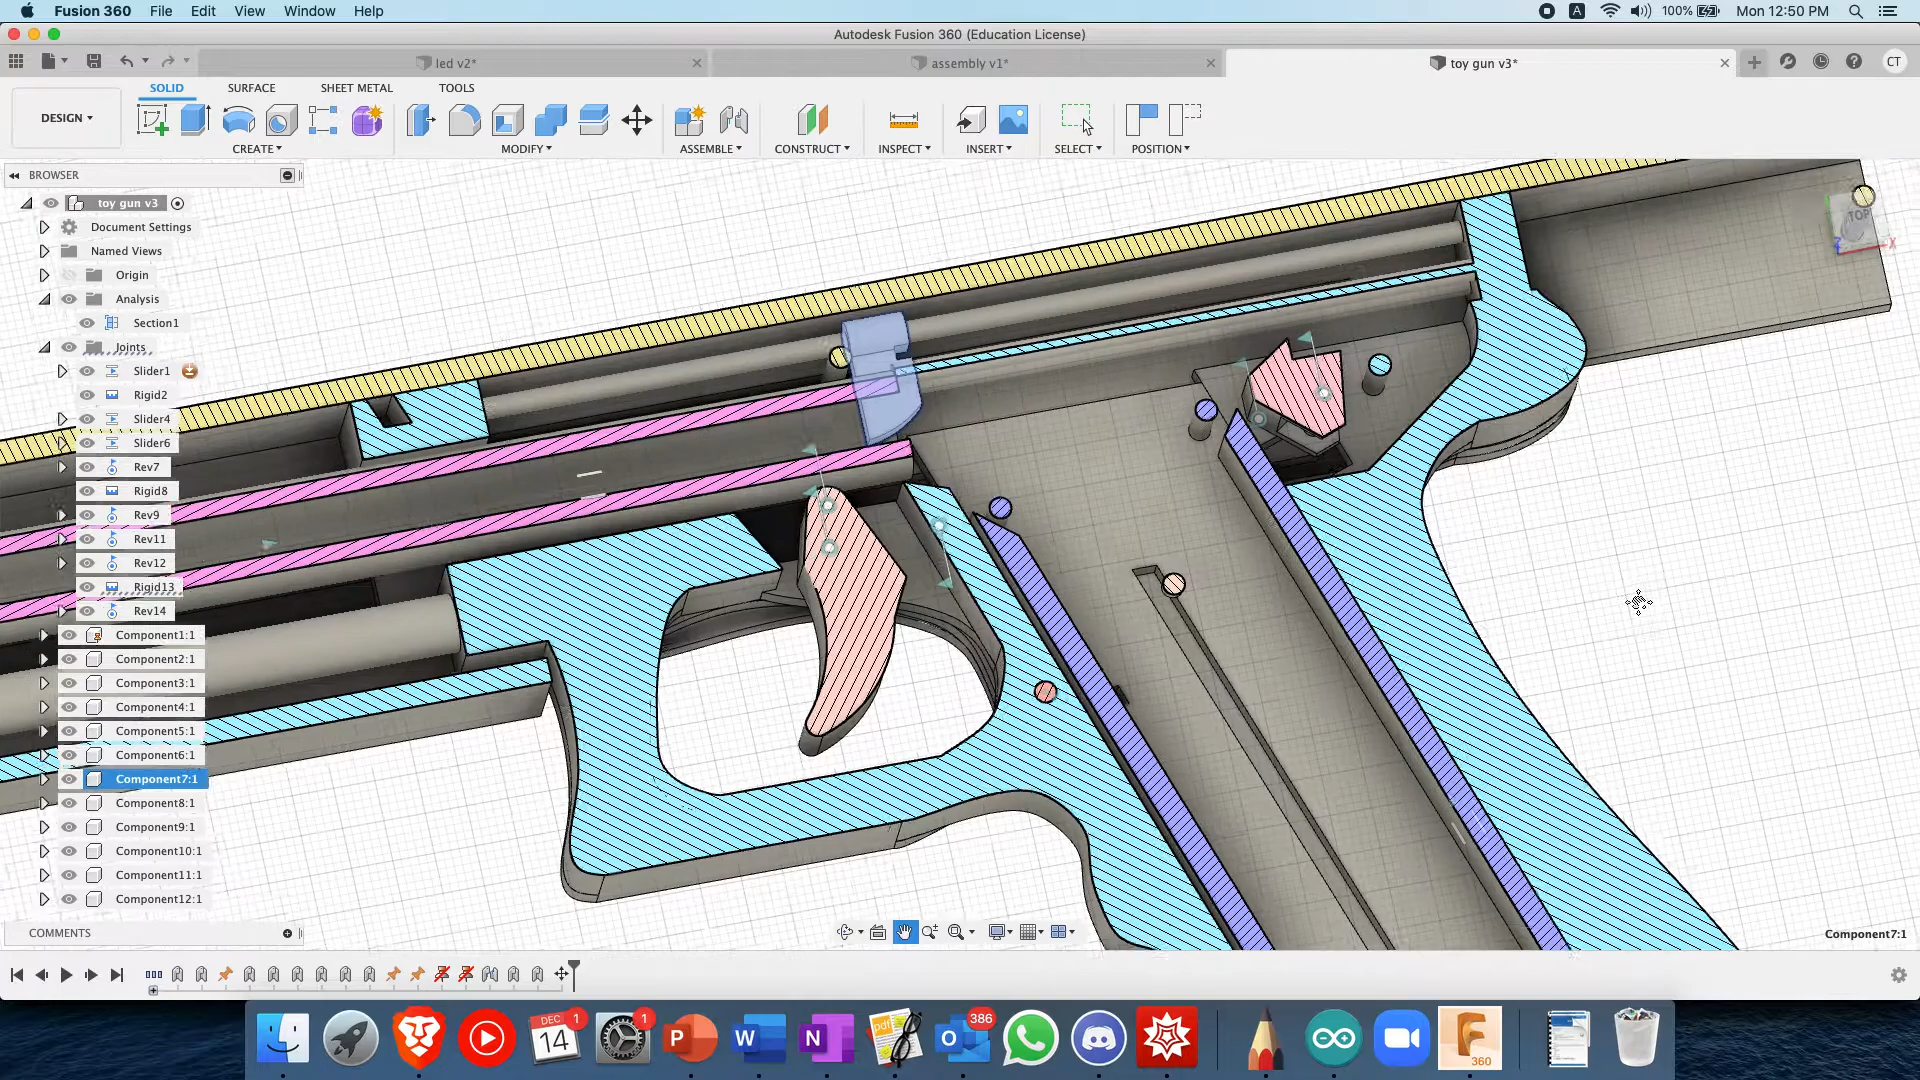 Fusion 360 File Edit View Window Help
A 100% Mon 12:50 PM
Autodesk Fusion 360 (Education License)
led v2* assembly v1* toy gun v3* CT
SOLID SURFACE SHEET METAL TOOLS
DESIGN
CREATE MODIFY ASSEMBLE CONSTRUCT INSPECT INSERT SELECT POSITION
BROWSER
toy gun v3
Document Settings
Named Views
Origin
Analysis
Section1
Joints
Slider1
Rigid2
Slider4
Slider6
Rev7
Rigid8
Rev9
Rev11
Rev12
Rigid13
Rev14
Component1:1
Component2:1
Component3:1
Component4:1
Component5:1
Component6:1
Component7:1
Component8:1
Component9:1
Component10:1
Component11:1
Component12:1
TOP
X
Z
COMMENTS
Component7:1
DEC 1
14
1
P
W
N
pdf
O 386
F
360